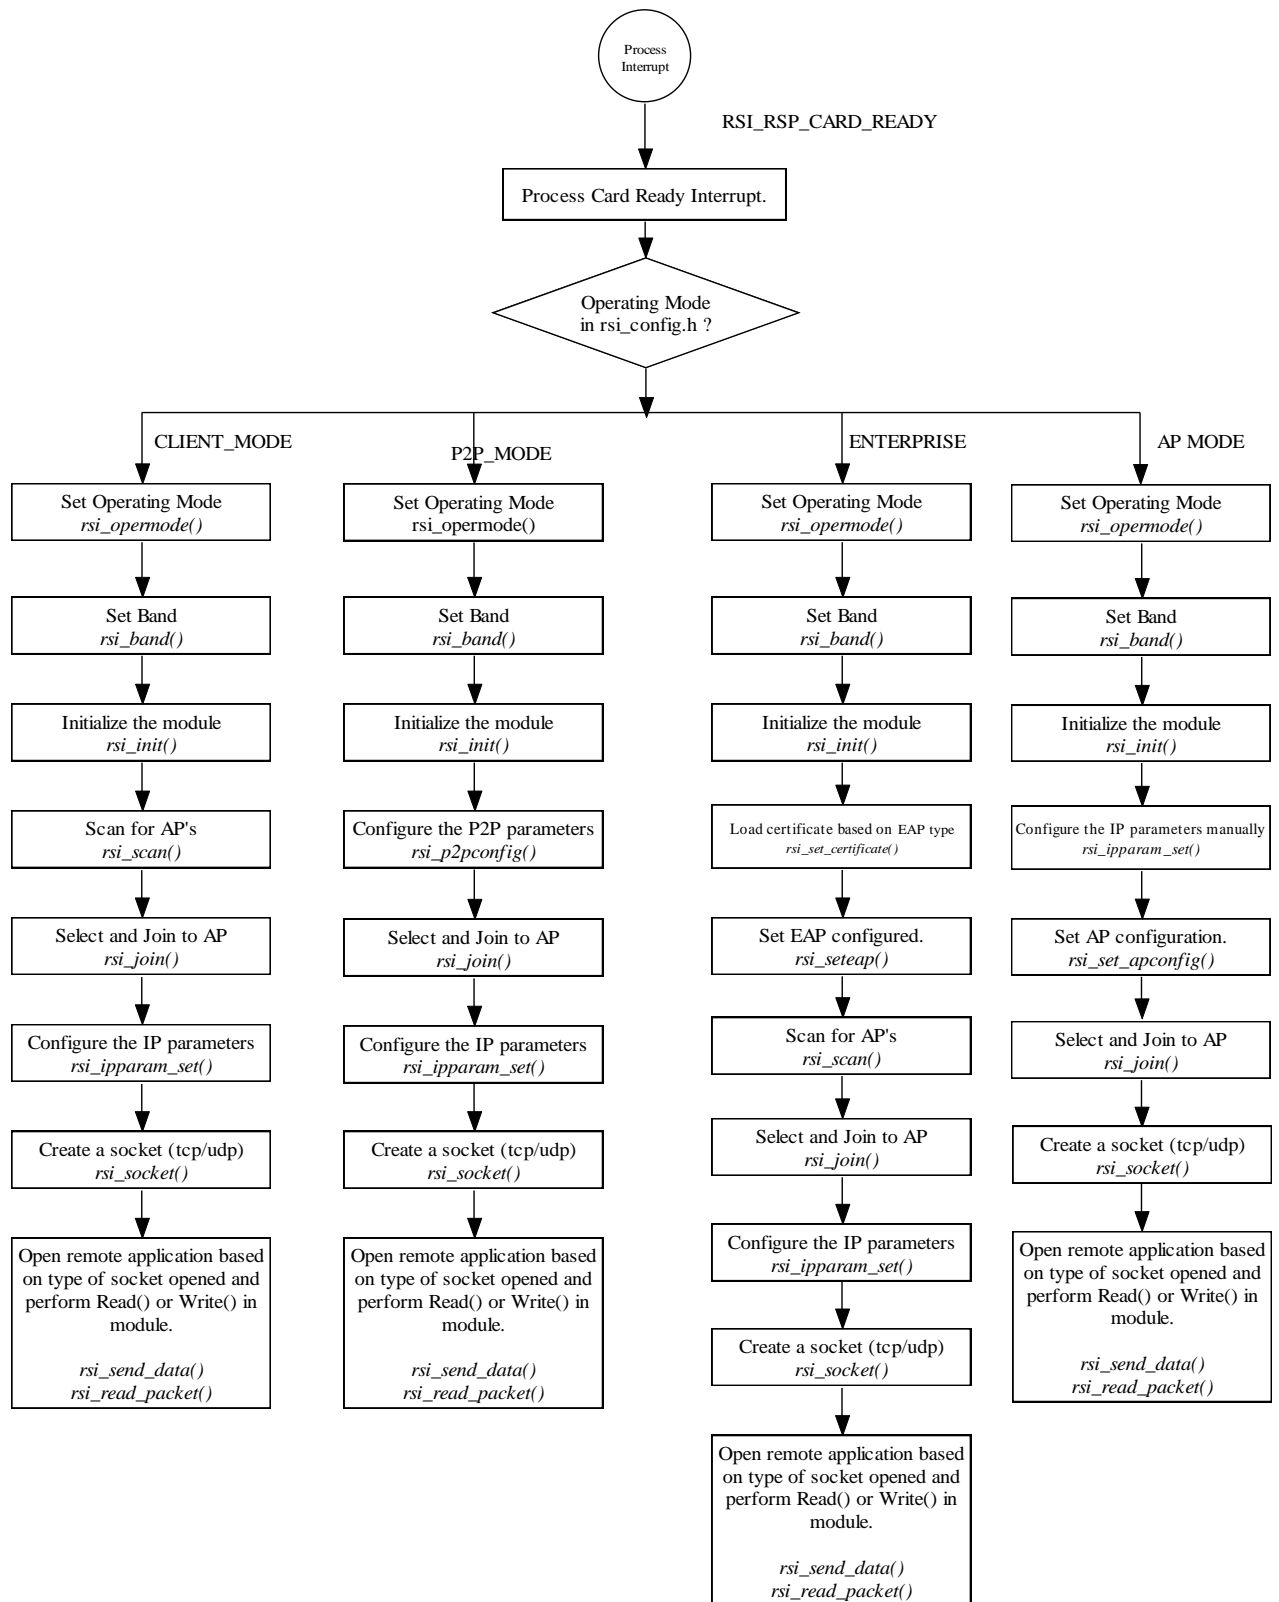 Process
Interrupt
RSI_RSP_CARD_READY
Process Card Ready Interrupt.
Operating Mode
in rsi_config.h ?
CLIENT_MODE
Set Operating Mode
rsi_opermode()
Set Band
rsi_band()
Initialize the module
rsi_init()
Scan for AP's
rsi_scan()
Select and Join to AP
rsi_join()
Configure the IP parameters
rsi_ipparam_set()
Create a socket (tcp/udp)
rsi_socket()
Open remote application based
on type of socket opened and
perform Read() or Write() in
module.
rsi_send_data()
rsi_read_packet()
P2P_MODE
Set Operating Mode
rsi_opermode()
Set Band
rsi_band()
Initialize the module
rsi_init()
Configure the P2P parameters
rsi_p2pconfig()
Select and Join to AP
rsi_join()
Configure the IP parameters
rsi_ipparam_set()
Create a socket (tcp/udp)
rsi_socket()
Open remote application based
on type of socket opened and
perform Read() or Write() in
module.
rsi_send_data()
rsi_read_packet()
ENTERPRISE
Set Operating Mode
rsi_opermode()
Set Band
rsi_band()
Initialize the module
rsi_init()
Load certificate based on EAP type
rsi_set_certificate()
Set EAP configured.
rsi_seteap()
Scan for AP's
rsi_scan()
Select and Join to AP
rsi_join()
Configure the IP parameters
rsi_ipparam_set()
Create a socket (tcp/udp)
rsi_socket()
Open remote application based
on type of socket opened and
perform Read() or Write() in
module.
rsi_send_data()
rsi_read_packet()
AP MODE
Set Operating Mode
rsi_opermode()
Set Band
rsi_band()
Initialize the module
rsi_init()
Configure the IP parameters manually
rsi_ipparam_set()
Set AP configuration.
rsi_set_apconfig()
Select and Join to AP
rsi_join()
Create a socket (tcp/udp)
rsi_socket()
Open remote application based
on type of socket opened and
perform Read() or Write() in
module.
rsi_send_data()
rsi_read_packet()